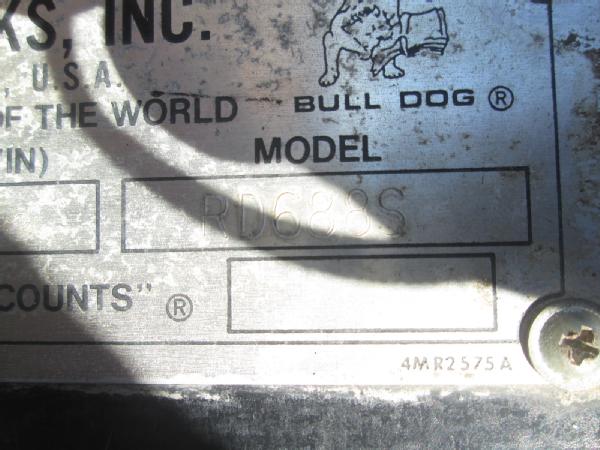 KS, INC.
, U.S.A.
OF THE WORLD
BULL DOG ®
MODEL
IN)
RD688S
COUNTS" ®
4MR2575A